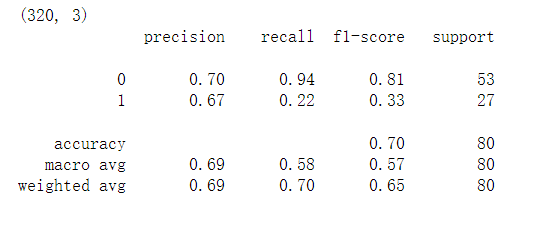 (320, 3)
precision recall f1-score support
0 0.70 0.94 0.81 53
1 0.67 0.22 0.33 27
accuracy 0.70 80
macro avg 0.69 0.58 0.57 80
weighted avg 0.69 0.70 0.65 80